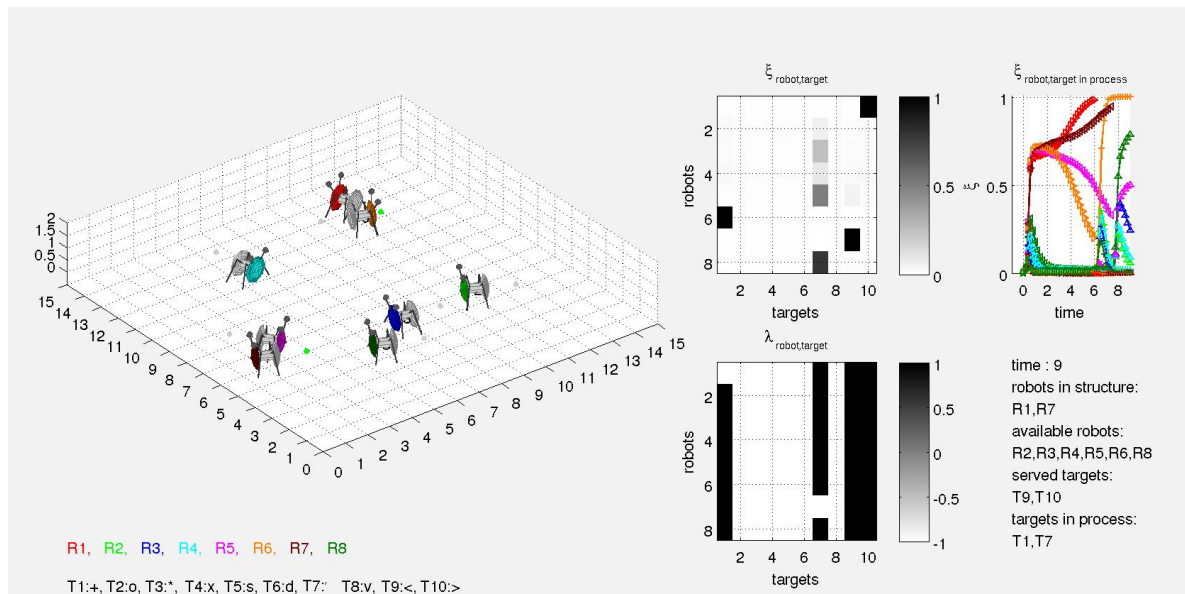 ξ robot,target
ξ robot,target in process
2
4
6
8
robots
2 4 6 8 10
targets
1
0.5
0
1
0.5
0
ξ
0 2 4 6 8
time
2
1.5
1
0.5
0
15
14
13
12
11
10
9
8
7
6
5
4
3
2
1
0
0
1
2
3
4
5
6
7
8
9
10
11
12
13
14
15
λ robot,target
2
4
6
8
robots
2 4 6 8 10
targets
1
0.5
0
-0.5
-1
time : 9
robots in structure:
R1,R7
available robots:
R2,R3,R4,R5,R6,R8
served targets:
T9,T10
targets in process:
T1,T7
R1, R2, R3, R4, R5, R6, R7, R8
T1:+, T2:o, T3:*, T4:x, T5:s, T6:d, T7: T8:v, T9:<, T10:>